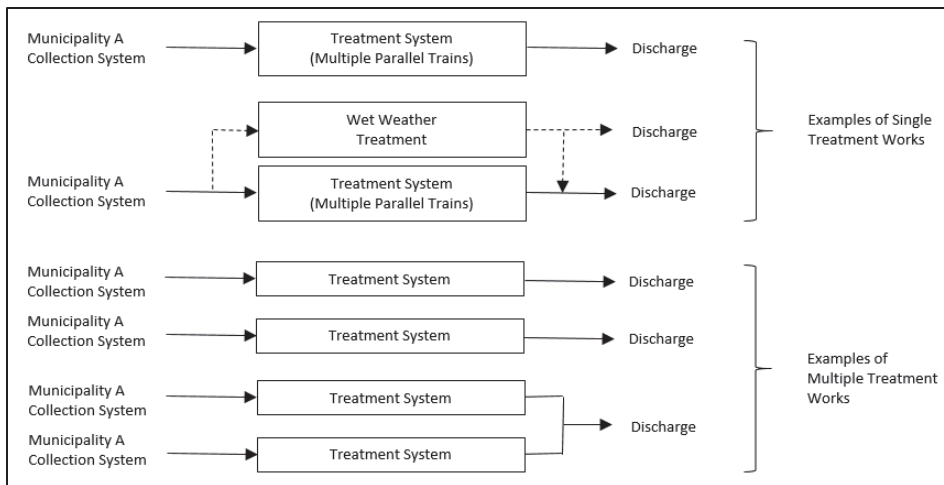 Municipality A
Collection System
Treatment System
(Multiple Parallel Trains)
Discharge
Wet Weather
Treatment
Discharge
Examples of Single
Treatment Works
Municipality A
Collection System
Treatment System
(Multiple Parallel Trains)
Discharge
Municipality A
Collection System
Treatment System
Discharge
Municipality A
Collection System
Treatment System
Discharge
Examples of
Multiple Treatment
Works
Municipality A
Collection System
Treatment System
Discharge
Municipality A
Collection System
Treatment System